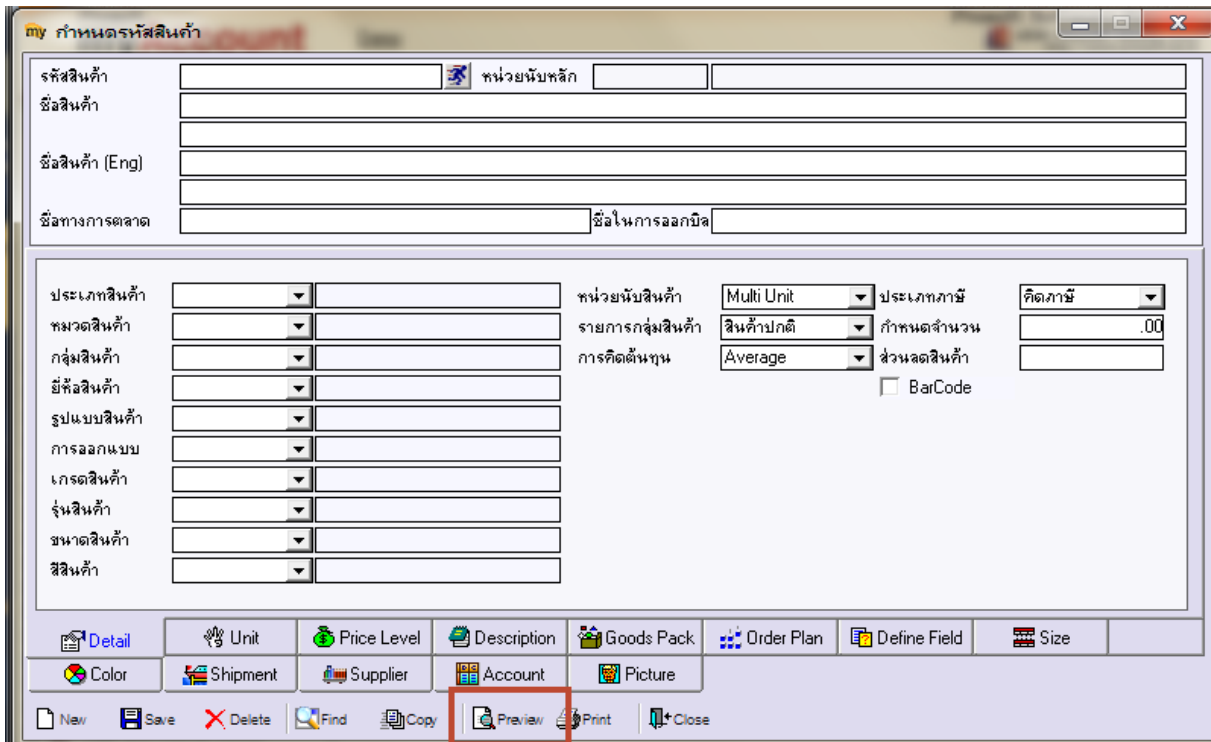 my กำหนดรหัสสินค้า
รหัสสินค้า หน่วยนับหลัก
ชื่อสินค้า
ชื่อสินค้า (Eng)
ชื่อทางการตลาด ชื่อในการออกบิล
ประเภทสินค้า หน่วยนับสินค้า Multi Unit ประเภทภาษี คิดภาษี
หมวดสินค้า รายการกลุ่มสินค้า สินค้าปกติ กำหนดจำนวน .00
กลุ่มสินค้า การคิดต้นทุน Average ส่วนลดสินค้า
ยี่ห้อสินค้า BarCode
รูปแบบสินค้า
การออกแบบ
เกรดสินค้า
รุ่นสินค้า
ขนาดสินค้า
สีสินค้า
Detail Unit Price Level Description Goods Pack Order Plan Define Field Size
Color Shipment Supplier Account Picture
New Save Delete Find Copy Preview Print Close